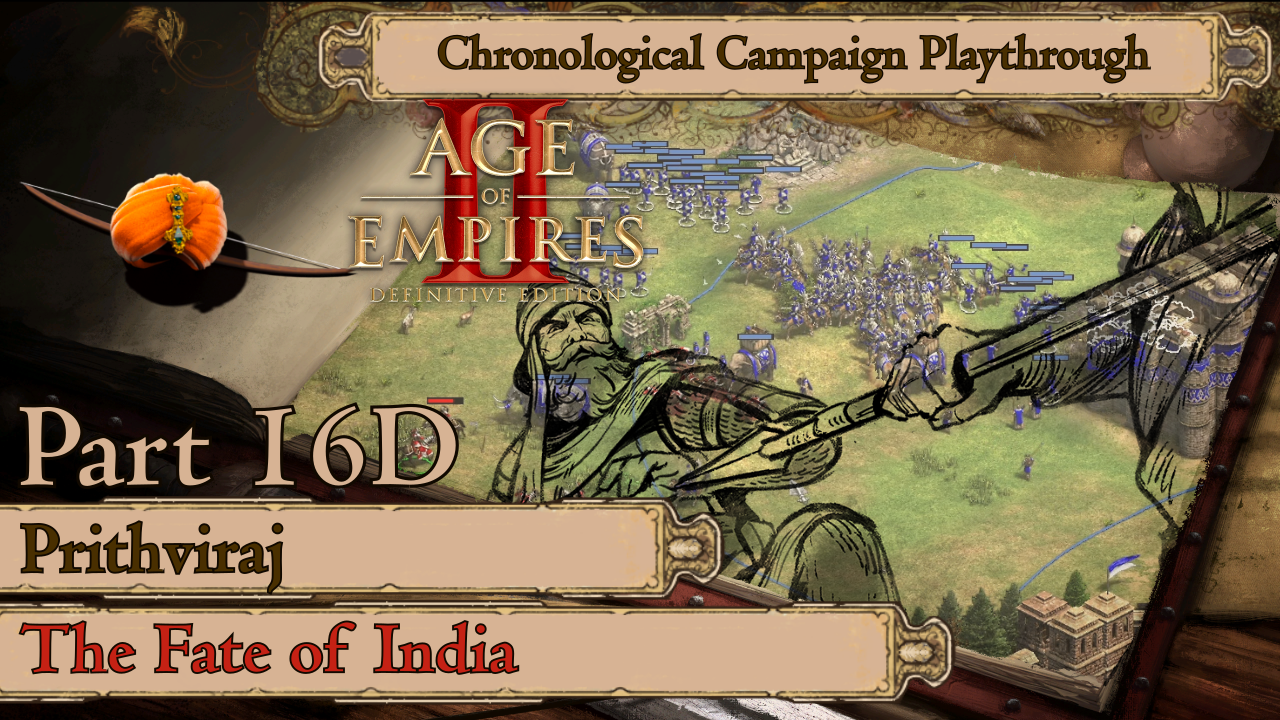 Chronological Campaign Playthrough
AGE
II
OF
EMPIRES
DEFINITIVE EDITION
Part 16D
Prithviraj
The Fate of India